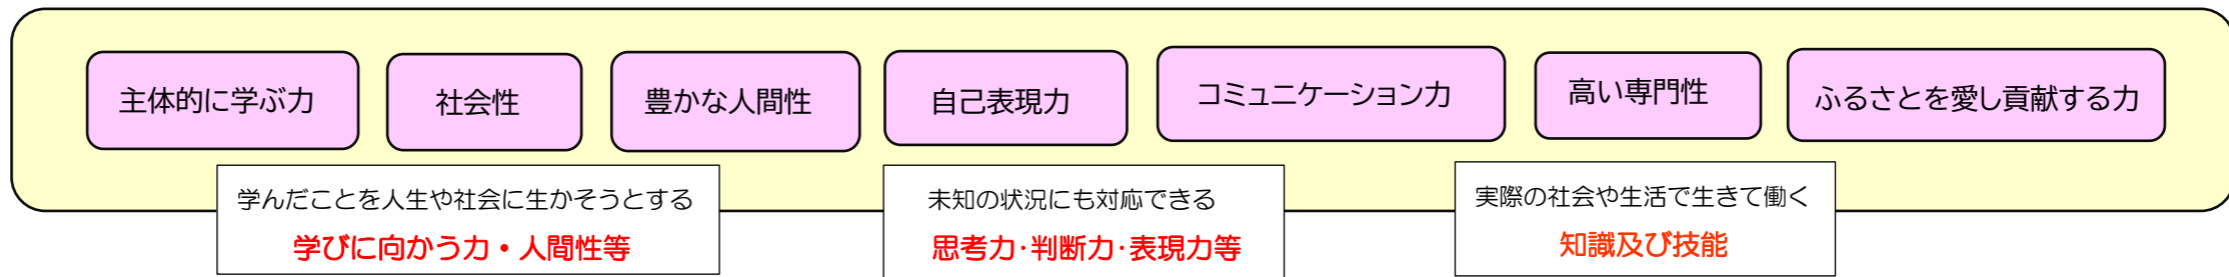 主体的に学ぶ力
社会性
豊かな人間性
自己表現力
コミュニケーション力
高い専門性
ふるさとを愛し貢献する力
学んだことを人生や社会に生かそうとする
学びに向かう力・人間性等
未知の状況にも対応できる
思考力･判断力･表現力等
実際の社会や生活で生きて働く
知識及び技能